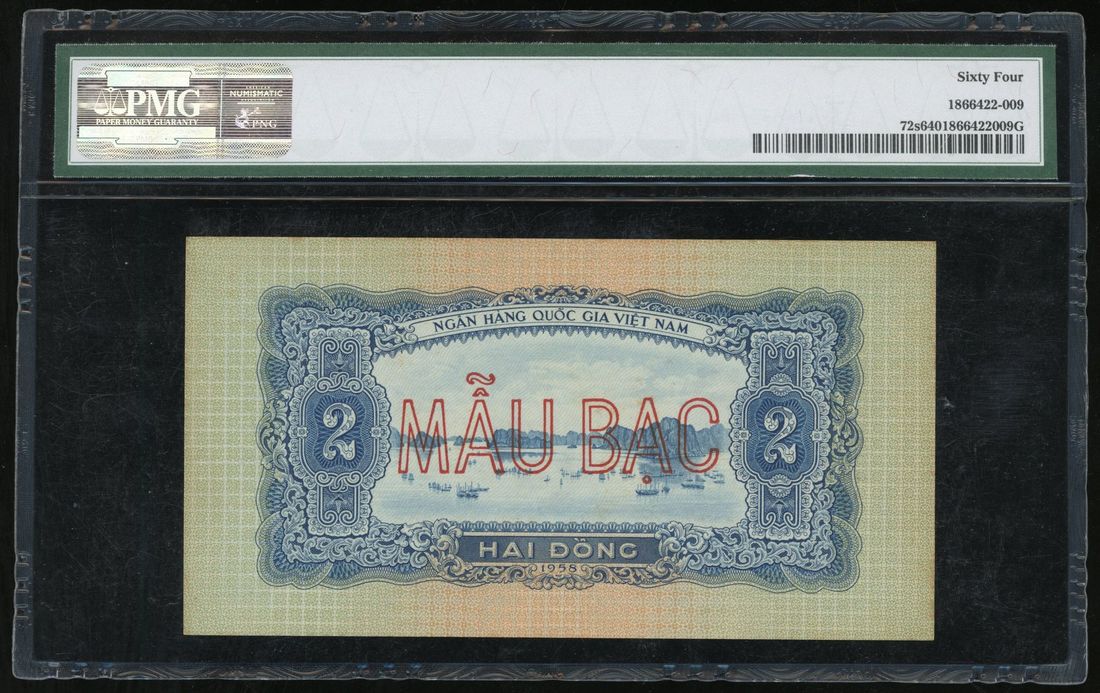 PMG
PAPER MONEY GUARANTY
NUMISMATIC
PNG
Sixty Four
1866422-009
72s6401866422009G
NGÂN HÀNG QUỐC GIA VIỆT NAM
2
2
MẪU BẠC
HAI ĐỒNG
1958